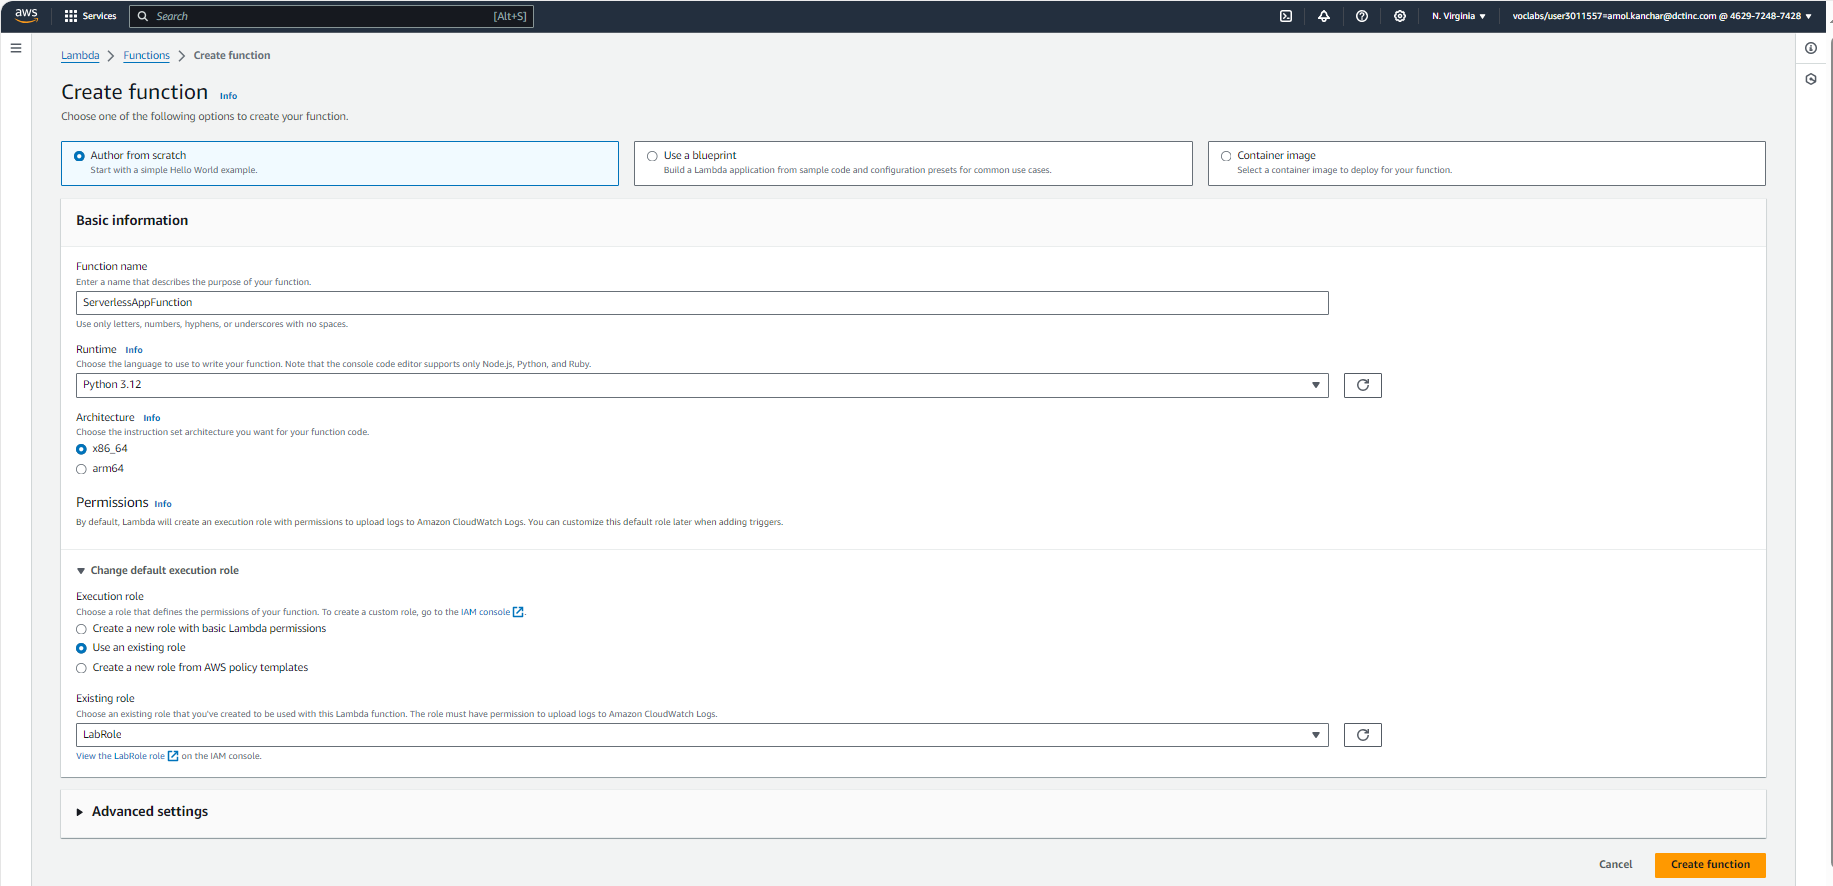 aws
Services
Search
[Alt+S]
N. Virginia
voclabs/user3011557=amol.kanchar@dctinc.com @ 4629-7248-7428
Lambda
Functions
Create function
Create function
Info
Choose one of the following options to create your function.
Author from scratch
Start with a simple Hello World example.
Use a blueprint
Build a Lambda application from sample code and configuration presets for common use cases.
Container image
Select a container image to deploy for your function.
Basic information
Function name
Enter a name that describes the purpose of your function.
ServerlessAppFunction
Use only letters, numbers, hyphens, or underscores with no spaces.
Runtime Info
Choose the language to use to write your function. Note that the console code editor supports only Node.js, Python, and Ruby.
Python 3.12
Architecture Info
Choose the instruction set architecture you want for your function code.
x86_64
arm64
Permissions Info
By default, Lambda will create an execution role with permissions to upload logs to Amazon CloudWatch Logs. You can customize this default role later when adding triggers.
Change default execution role
Execution role
Choose a role that defines the permissions of your function. To create a custom role, go to the IAM console.
Create a new role with basic Lambda permissions
Use an existing role
Create a new role from AWS policy templates
Existing role
Choose an existing role that you've created to be used with this Lambda function. The role must have permission to upload logs to Amazon CloudWatch Logs.
LabRole
View the LabRole role on the IAM console.
Advanced settings
Cancel
Create function